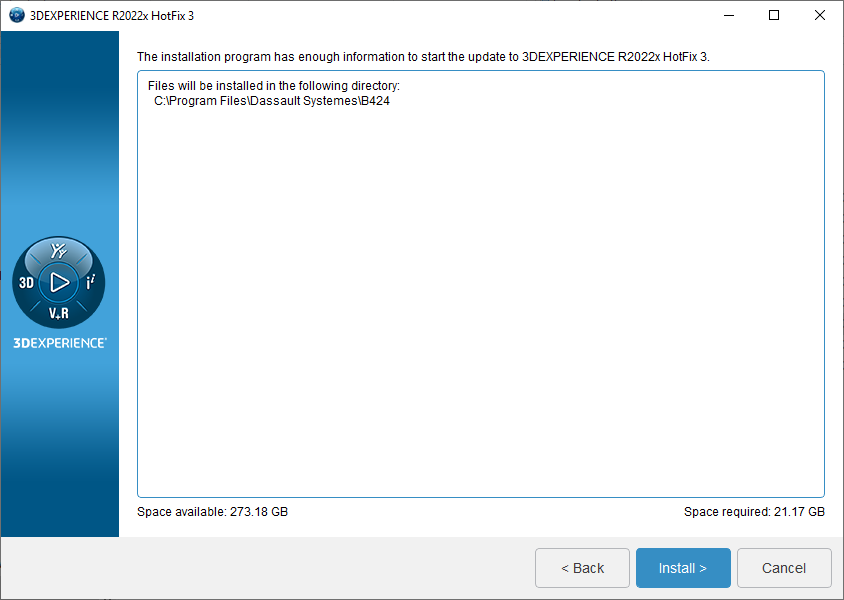 3DEXPERIENCE R2022x HotFix 3
The installation program has enough information to start the update to 3DEXPERIENCE R2022x HotFix 3.
Files will be installed in the following directory:
C:\Program Files\Dassault Systemes\B424
3D
i²
V+R
3DEXPERIENCE
Space available: 273.18 GB
Space required: 21.17 GB
< Back
Install >
Cancel